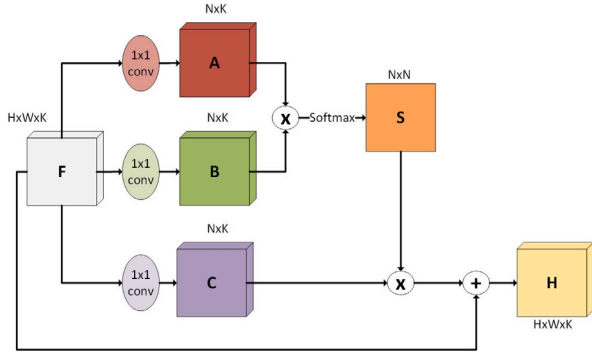 NxK
1x1
conv
A
NxN
HxWxK
NxK
x
Softmax
S
F
1x1
conv
B
NxK
1x1
conv
C
x
+
H
HxWxK